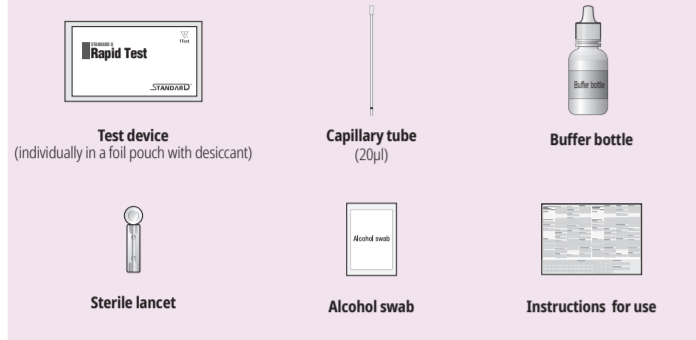 STANDARD Q
Rapid Test
1Test
STANDARD
Test device
(individually in a foil pouch with desiccant)
Capillary tube
(20μl)
Buffer bottle
Buffer bottle
Sterile lancet
Alcohol swab
Alcohol swab
Instructions for use